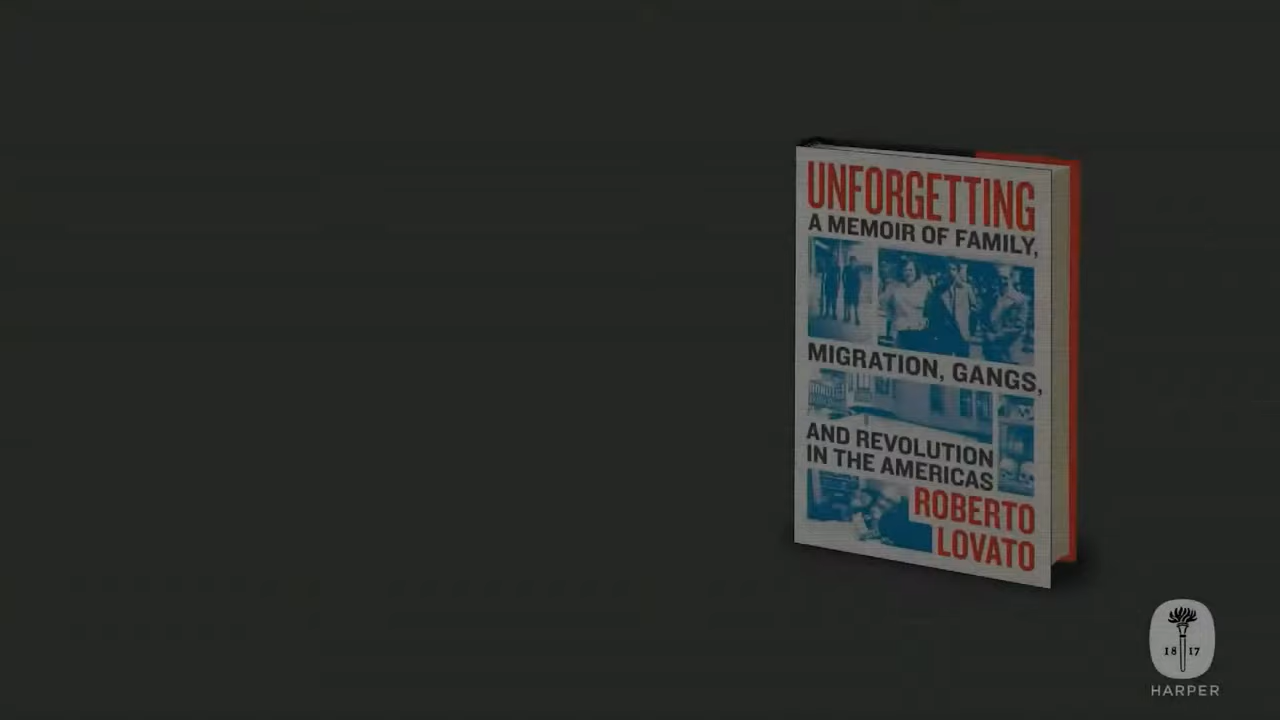 UNFORGETTING
A MEMOIR OF FAMILY,
MIGRATION, GANGS,
AND REVOLUTION
IN THE AMERICAS
ROBERTO
LOVATO
18 17
HARPER